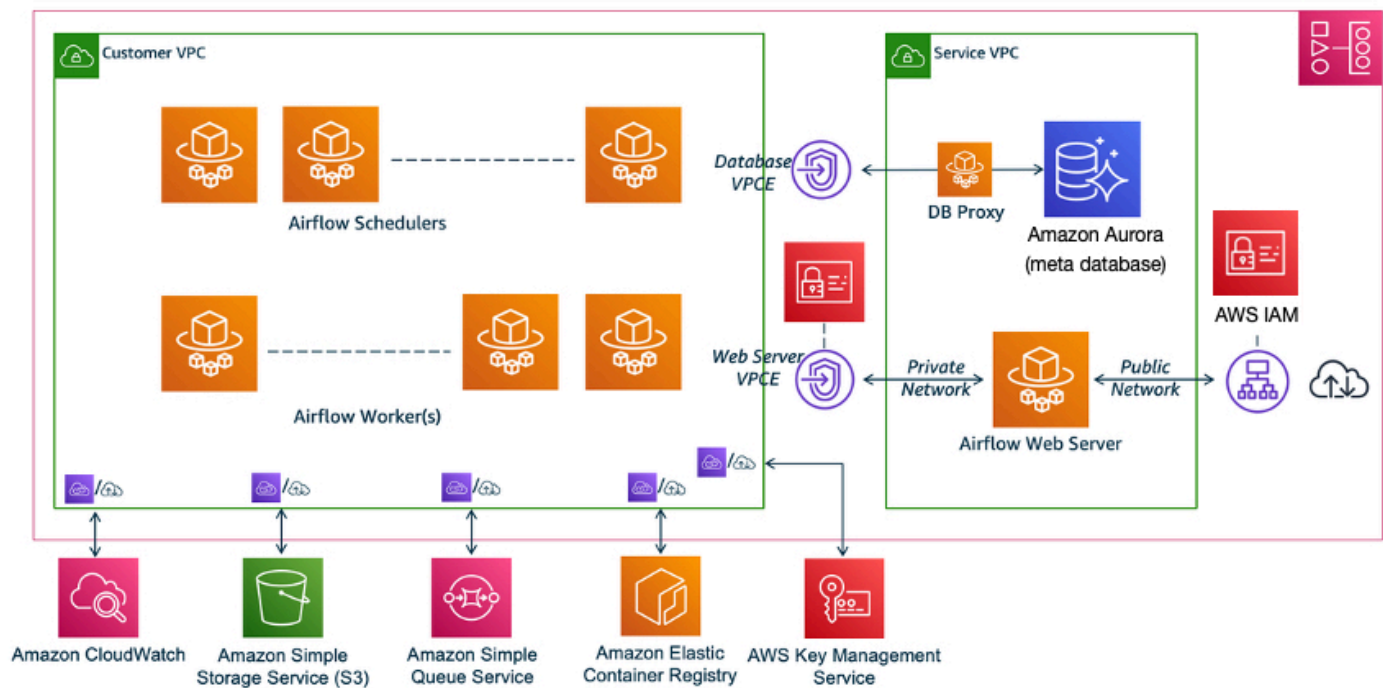 Customer VPC
Service VPC
Database
VPCE
DB Proxy
Airflow Schedulers
Amazon Aurora
(meta database)
AWS IAM
Web Server
VPCE
Private
Network
Public
Network
Airflow Worker(s)
Airflow Web Server
/
/
/
/
/
Amazon CloudWatch
Amazon Simple
Storage Service (S3)
Amazon Simple
Queue Service
Amazon Elastic
Container Registry
AWS Key Management
Service